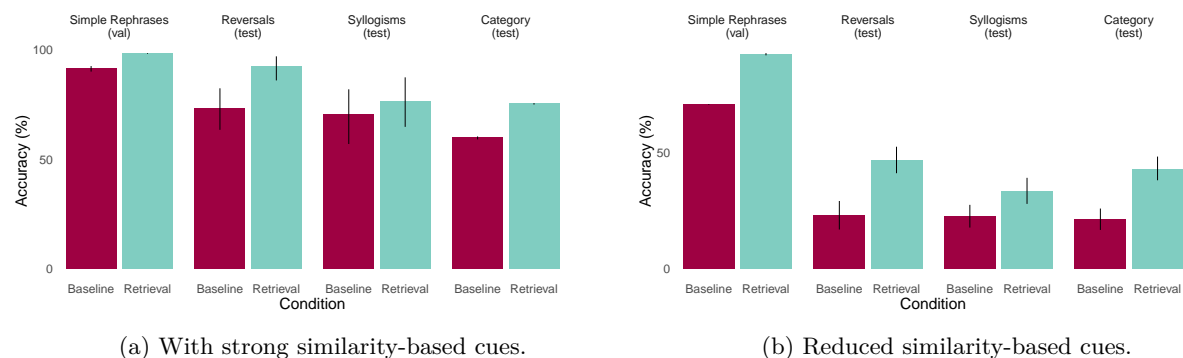 Simple Rephrases
(val)
Reversals
(test)
Syllogisms
(test)
Category
(test)
100
50
0
Accuracy (%)
Baseline Retrieval Baseline Retrieval Baseline Retrieval Baseline Retrieval
Condition
(a) With strong similarity-based cues.
Simple Rephrases
(val)
Reversals
(test)
Syllogisms
(test)
Category
(test)
50
0
Accuracy (%)
Baseline Retrieval Baseline Retrieval Baseline Retrieval Baseline Retrieval
Condition
(b) Reduced similarity-based cues.